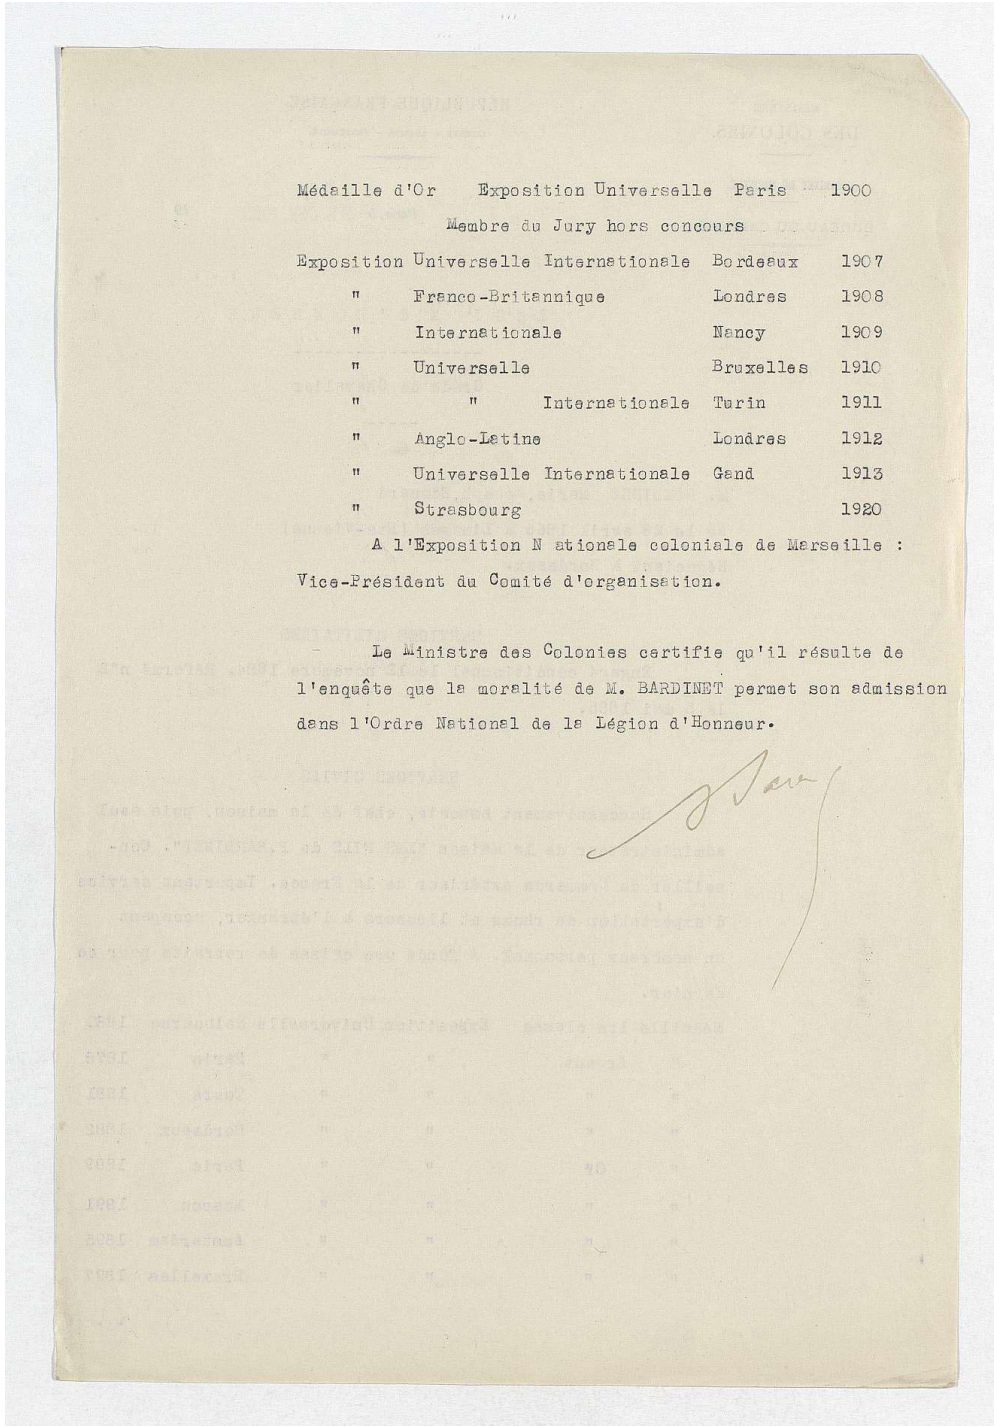 Médaille d'Or Exposition Universelle Paris 1900
Membre du Jury hors concours
Exposition Universelle Internationale Bordeaux 1907
" Franco-Britannique Londres 1908
" Internationale Nancy 1909
" Universelle Bruxelles 1910
" " Internationale Turin 1911
" Anglo-Latine Londres 1912
" Universelle Internationale Gand 1913
" Strasbourg 1920
A l'Exposition N ationale coloniale de Marseille :
Vice-Président du Comité d'organisation.
Le Ministre des Colonies certifie qu'il résulte de
l'enquête que la moralité de M. BARDINET permet son admission
dans l'Ordre National de la Légion d'Honneur.